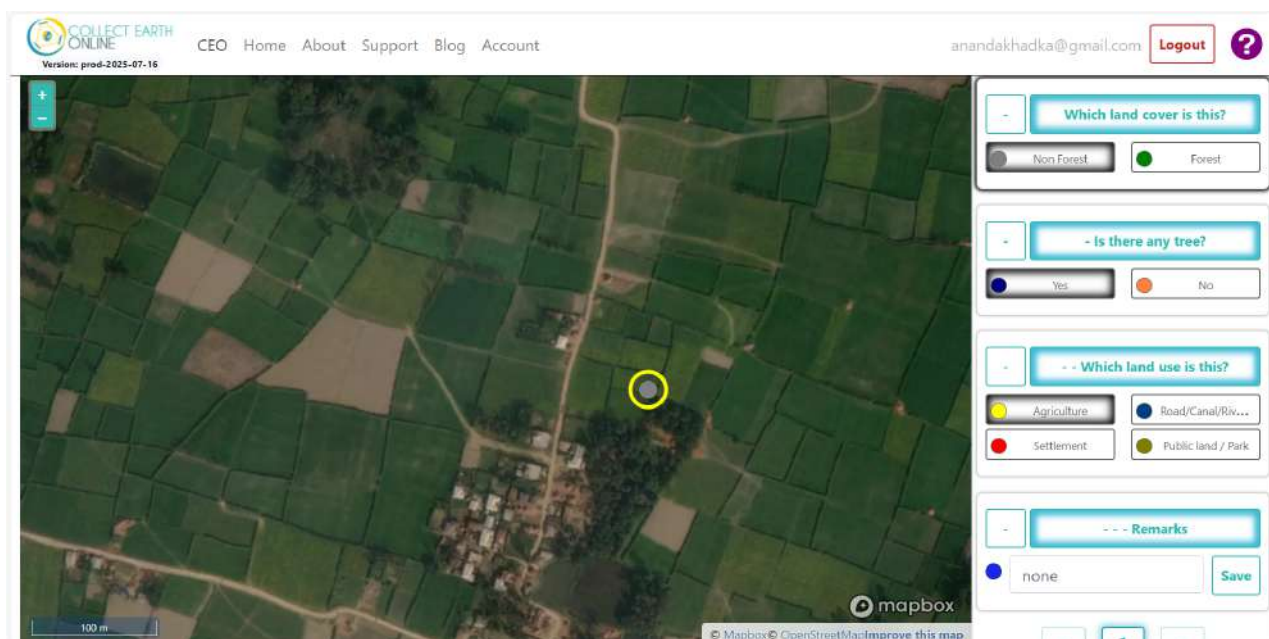 COLLECT EARTH
ONLINE
Version: prod-2025-07-16
CEO Home About Support Blog Account
anandakhadka@gmail.com Logout ?
+
-
- Which land cover is this?
Non Forest Forest
- - Is there any tree?
Yes No
- - - Which land use is this?
Agriculture Road/Canal/Riv...
Settlement Public land / Park
- - - - Remarks
none Save
100 m
mapbox
© Mapbox © OpenStreetMap Improve this map